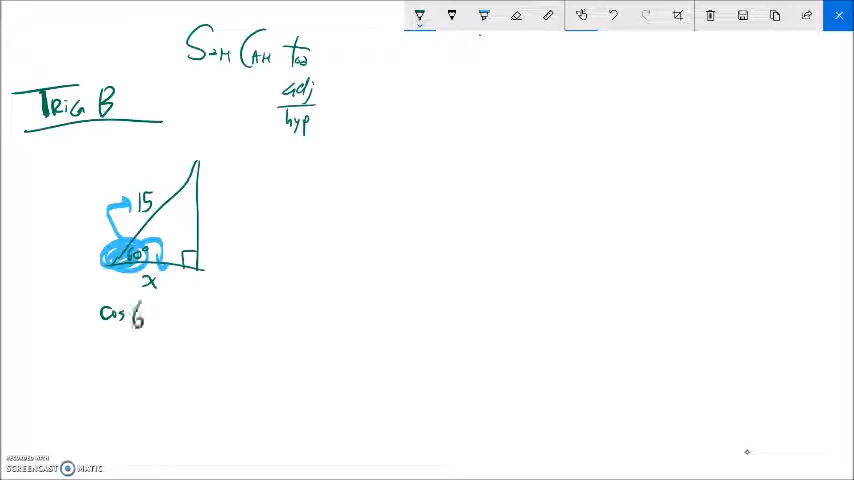 SOH CAH TOA
adj
hyp
TRIG B
15
60°
x
cos 6
RECORDED WITH
SCREENCAST MATIC